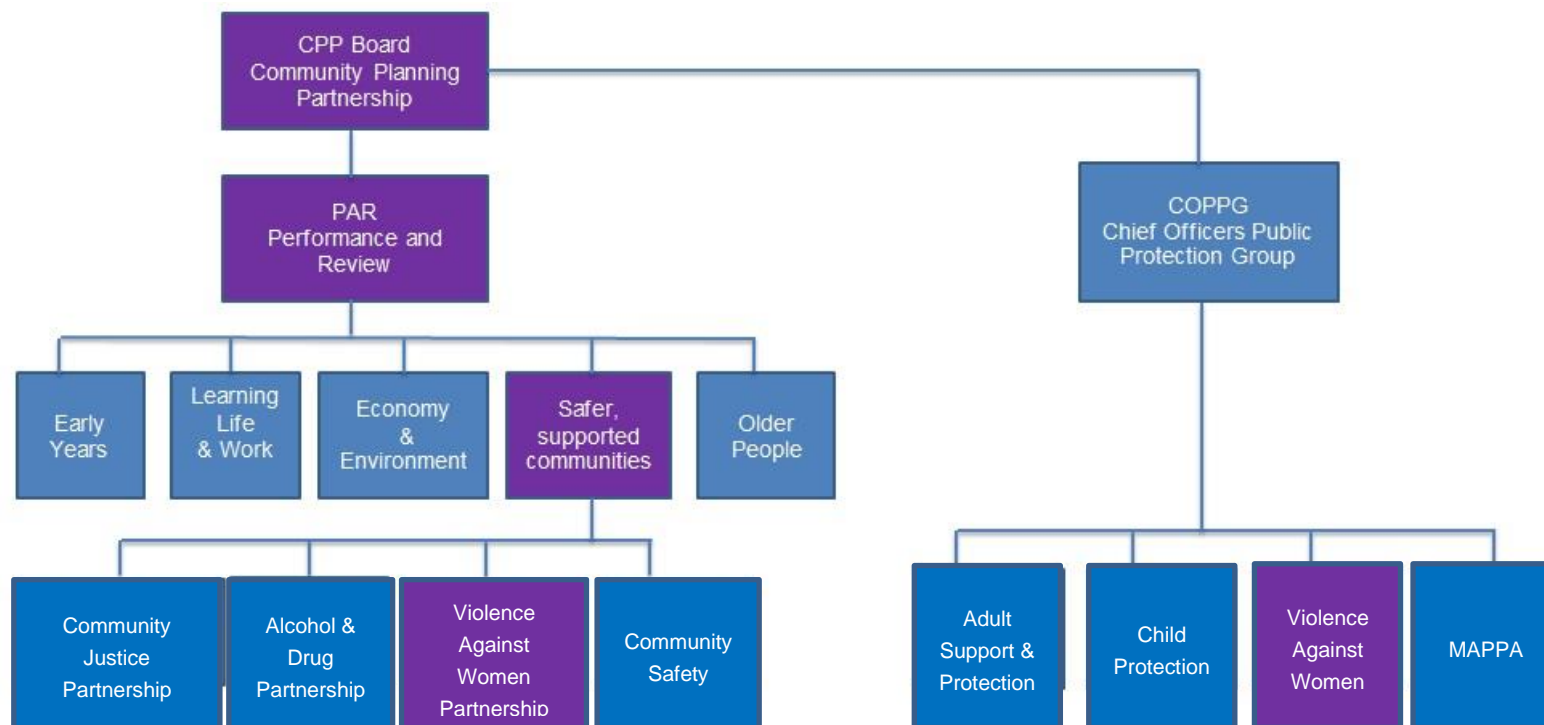 CPP Board
Community Planning
Partnership
PAR
Performance and
Review
COPPG
Chief Officers Public
Protection Group
Early
Years
Learning
Life
& Work
Economy
&
Environment
Safer,
supported
communities
Older
People
Community
Justice
Partnership
Alcohol &
Drug
Partnership
Violence
Against
Women
Partnership
Community
Safety
Adult
Support &
Protection
Child
Protection
Violence
Against
Women
MAPPA